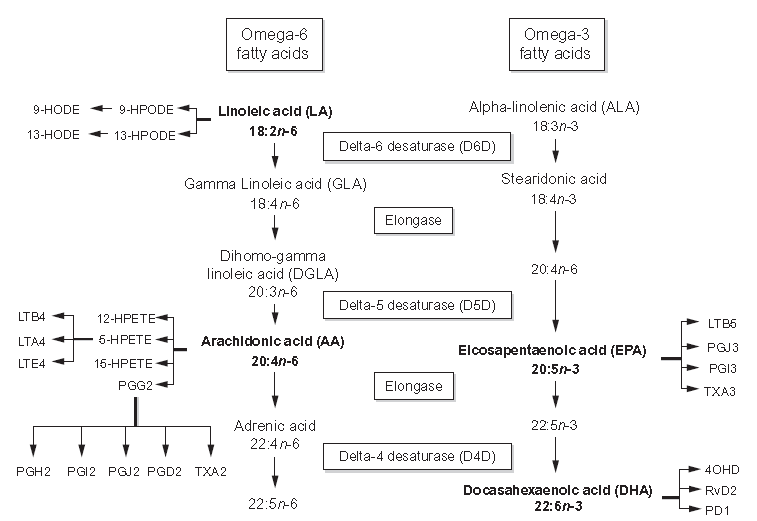 Omega-6
fatty acids
Omega-3
fatty acids
9-HODE
9-HPODE
13-HODE
13-HPODE
Linoleic acid (LA)
18:2n-6
Alpha-linolenic acid (ALA)
18:3n-3
Delta-6 desaturase (D6D)
Gamma Linoleic acid (GLA)
18:4n-6
Stearidonic acid
18:4n-3
Elongase
Dihomo-gamma
linoleic acid (DGLA)
20:3n-6
20:4n-6
Delta-5 desaturase (D5D)
LTB4
LTA4
LTE4
12-HPETE
5-HPETE
15-HPETE
PGG2
Arachidonic acid (AA)
20:4n-6
Eicosapentaenoic acid (EPA)
20:5n-3
LTB5
PGJ3
PGI3
TXA3
Elongase
Adrenic acid
22:4n-6
22:5n-3
Delta-4 desaturase (D4D)
PGH2
PGI2
PGJ2
PGD2
TXA2
22:5n-6
Docasahexaenoic acid (DHA)
22:6n-3
4OHD
RvD2
PD1